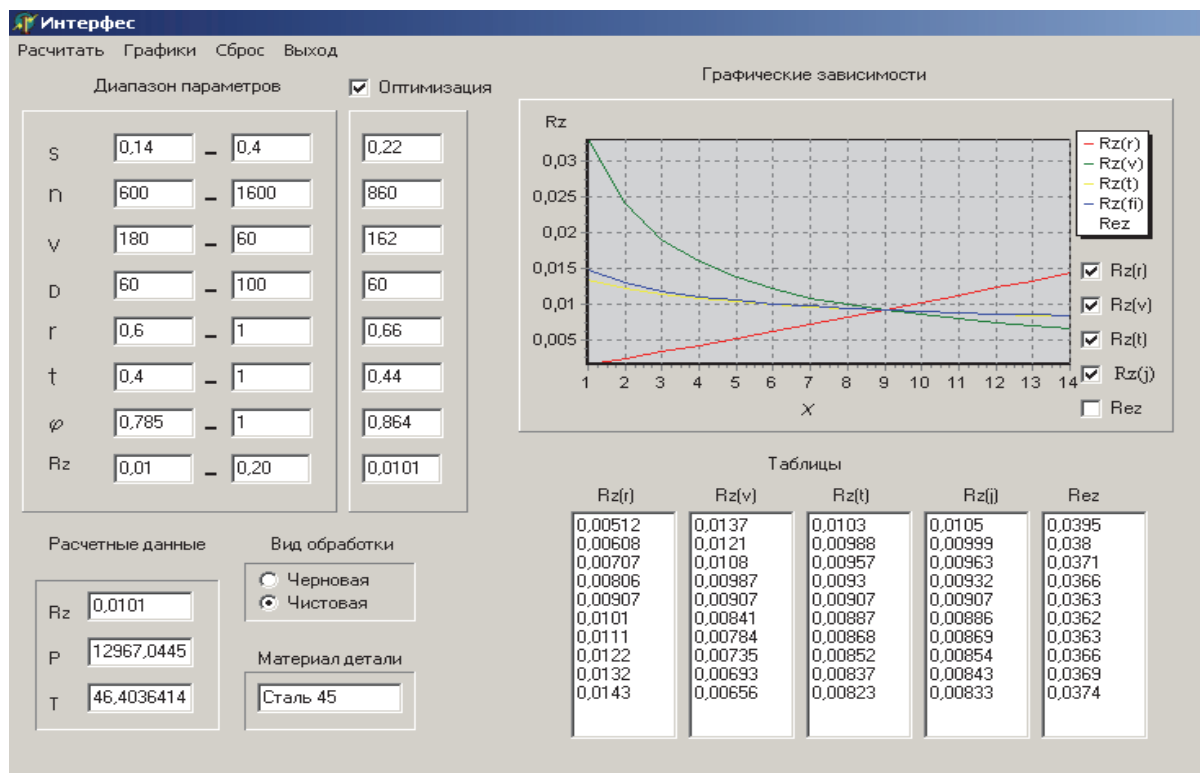 Интерфес
Расчитать Графики Сброс Выход
Диапазон параметров
Оптимизация
s 0,14 – 0,4 0,22
n 600 – 1600 860
v 180 – 60 162
D 60 – 100 60
r 0,6 – 1 0,66
t 0,4 – 1 0,44
φ 0,785 – 1 0,864
Rz 0,01 – 0,20 0,0101
Графические зависимости
Rz
0,03
0,025
0,02
0,015
0,01
0,005
1 2 3 4 5 6 7 8 9 10 11 12 13 14
X
Rz(r)
Rz(v)
Rz(t)
Rz(fi)
Rez
Rz(r)
Rz(v)
Rz(t)
Rz(j)
Rez
Расчетные данные
Rz 0,0101
P 12967,0445
T 46,4036414
Вид обработки
Черновая
Чистовая
Материал детали
Сталь 45
Таблицы
Rz(r) Rz(v) Rz(t) Rz(j) Rez
0,00512 0,0137 0,0103 0,0105 0,0395
0,00608 0,0121 0,00988 0,00999 0,038
0,00707 0,0108 0,00957 0,00963 0,0371
0,00806 0,00987 0,0093 0,00932 0,0366
0,00907 0,00907 0,00907 0,00907 0,0363
0,0101 0,00841 0,00887 0,00886 0,0362
0,0111 0,00784 0,00868 0,00869 0,0363
0,0122 0,00735 0,00852 0,00854 0,0366
0,0132 0,00693 0,00837 0,00843 0,0369
0,0143 0,00656 0,00823 0,00833 0,0374